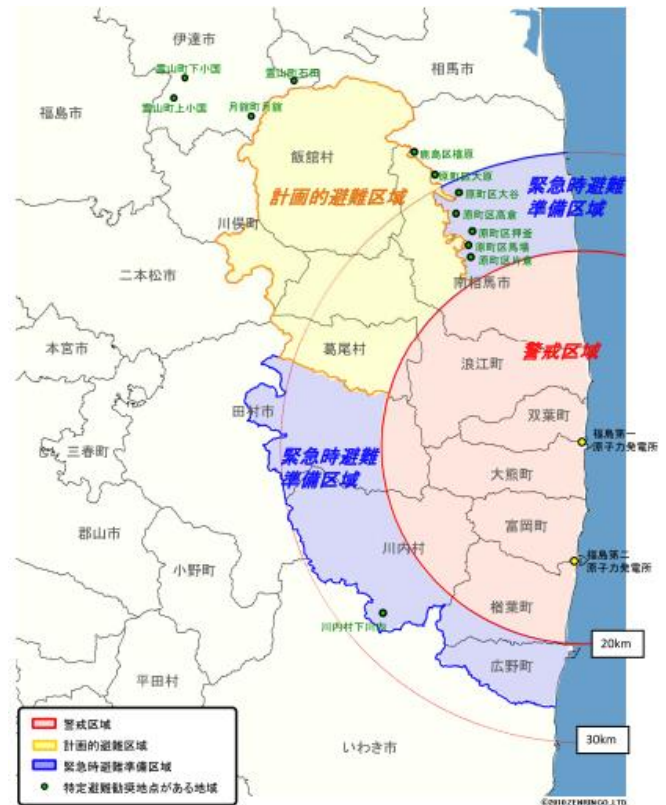 伊達市
霊山町下小国
霊山町石田
相馬市
霊山町上小国
福島市
月舘町月舘
鹿島区橲原
飯舘村
原町区大原
計画的避難区域
原町区大谷
緊急時避難
準備区域
原町区高倉
川俣町
原町区押釜
原町区馬場
原町区片倉
二本松市
南相馬市
本宮市
葛尾村
浪江町
警戒区域
田村市
双葉町
福島第一
原子力発電所
三春町
緊急時避難
準備区域
大熊町
郡山市
富岡町
川内村
小野町
福島第二
原子力発電所
楢葉町
川内村下川内
20km
広野町
平田村
30km
いわき市
警戒区域
計画的避難区域
緊急時避難準備区域
特定避難勧奨地点がある地域
©2010 ZENRIN CO.,LTD.